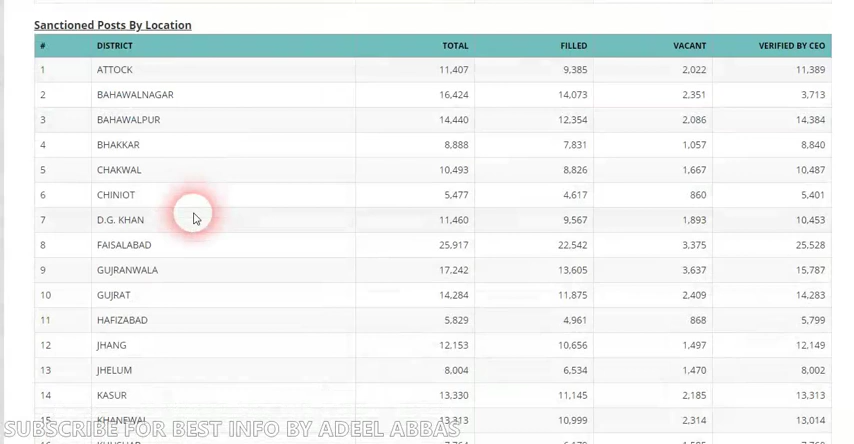 Sanctioned Posts By Location
# DISTRICT TOTAL FILLED VACANT VERIFIED BY CEO
1 ATTOCK 11,407 9,385 2,022 11,389
2 BAHAWALNAGAR 16,424 14,073 2,351 3,713
3 BAHAWALPUR 14,440 12,354 2,086 14,384
4 BHAKKAR 8,888 7,831 1,057 8,840
5 CHAKWAL 10,493 8,826 1,667 10,487
6 CHINIOT 5,477 4,617 860 5,401
7 D.G. KHAN 11,460 9,567 1,893 10,453
8 FAISALABAD 25,917 22,542 3,375 25,528
9 GUJRANWALA 17,242 13,605 3,637 15,787
10 GUJRAT 14,284 11,875 2,409 14,283
11 HAFIZABAD 5,829 4,961 868 5,799
12 JHANG 12,153 10,656 1,497 12,149
13 JHELUM 8,004 6,534 1,470 8,002
14 KASUR 13,330 11,145 2,185 13,313
15 KHANEWAL 13,313 10,999 2,314 13,014
SUBSCRIBE FOR BEST INFO BY ADEEL ABBAS